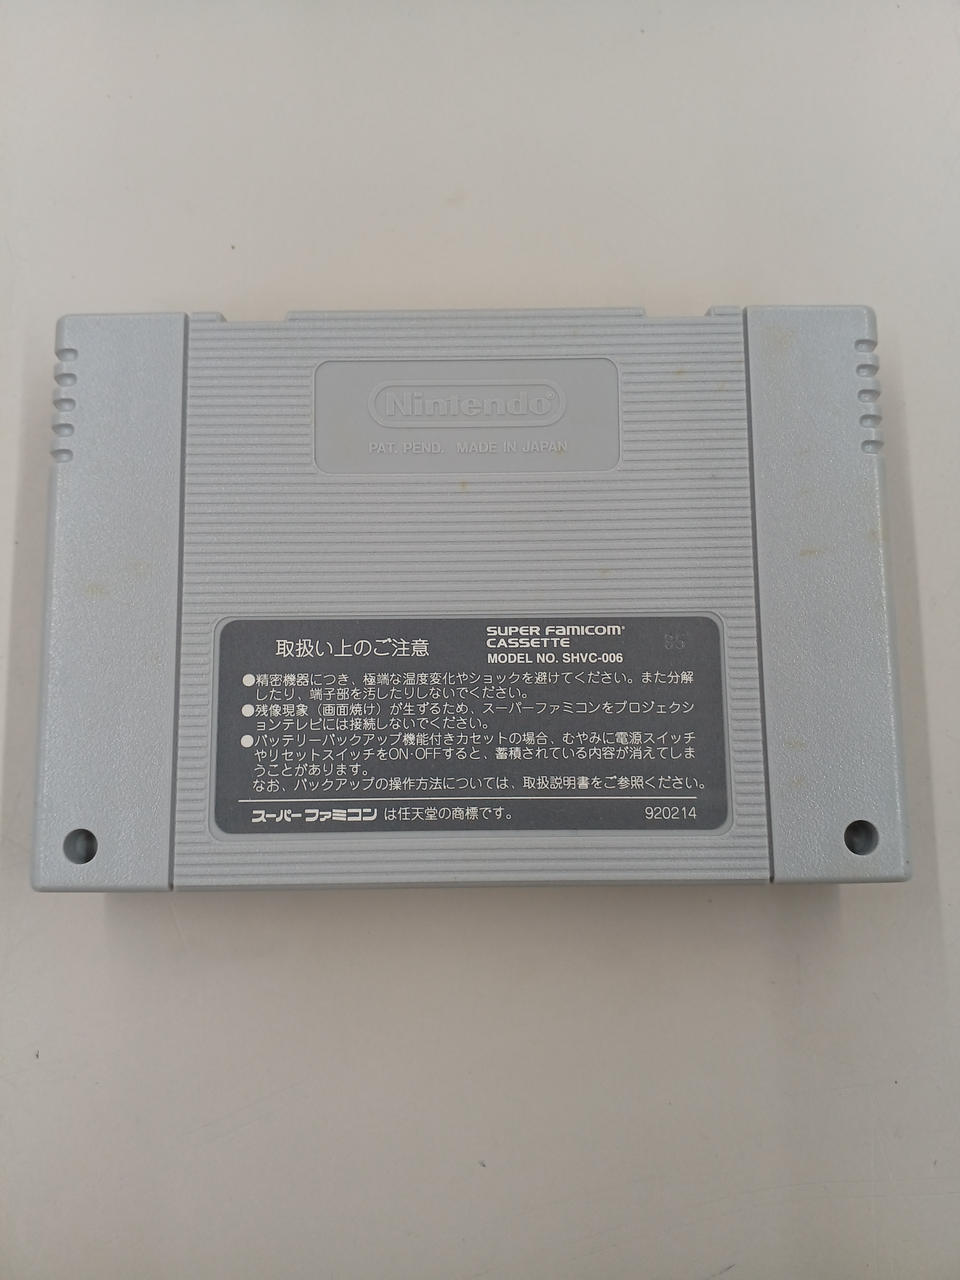 Nintendo®
PAT. PEND. MADE IN JAPAN
取扱い上のご注意
SUPER FAMICOM®
CASSETTE
MODEL NO. SHVC-006
85
●精密機器につき、極端な温度変化やショックを避けてください。また分解
したり、端子部を汚したりしないでください。
●残像現象（画面焼け）が生ずるため、スーパーファミコンをプロジェクシ
ョンテレビには接続しないでください。
●バッテリーバックアップ機能付きカセットの場合、むやみに電源スイッチ
やリセットスイッチをON·OFFすると、蓄積されている内容が消えてしま
うことがあります。
なお、バックアップの操作方法については、取扱説明書をご参照ください。
スーパーファミコンは任天堂の商標です。
920214